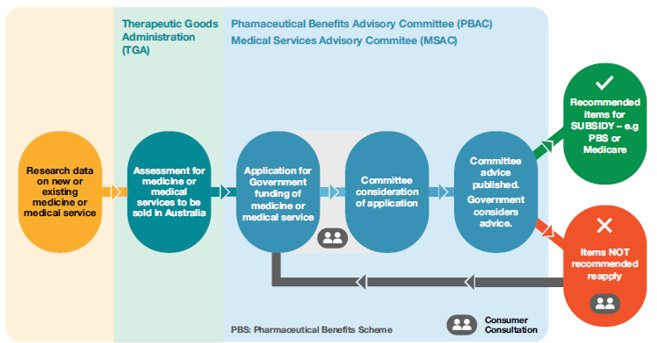 Therapeutic Goods
Administration
(TGA)
Phamaceutical Benefits Advisory Committee (PBAC)
Medical Services Advisory Commitee (MSAC)
Research data
on new or
existing
medicine or
medical service
Assessment for
medicine or
medical
services to be
sold in Australia
Application for
Government
funding of
medicine or
medical service
Committee
consideration
of application
Committee
advice
published.
Government
considers
advice.
Recommended
items for
SUBSIDY – e.g
PBS or
Medicare
Items NOT
recommended
reapply
PBS: Pharmaceutical Benefits Scheme
Consumer
Consultation